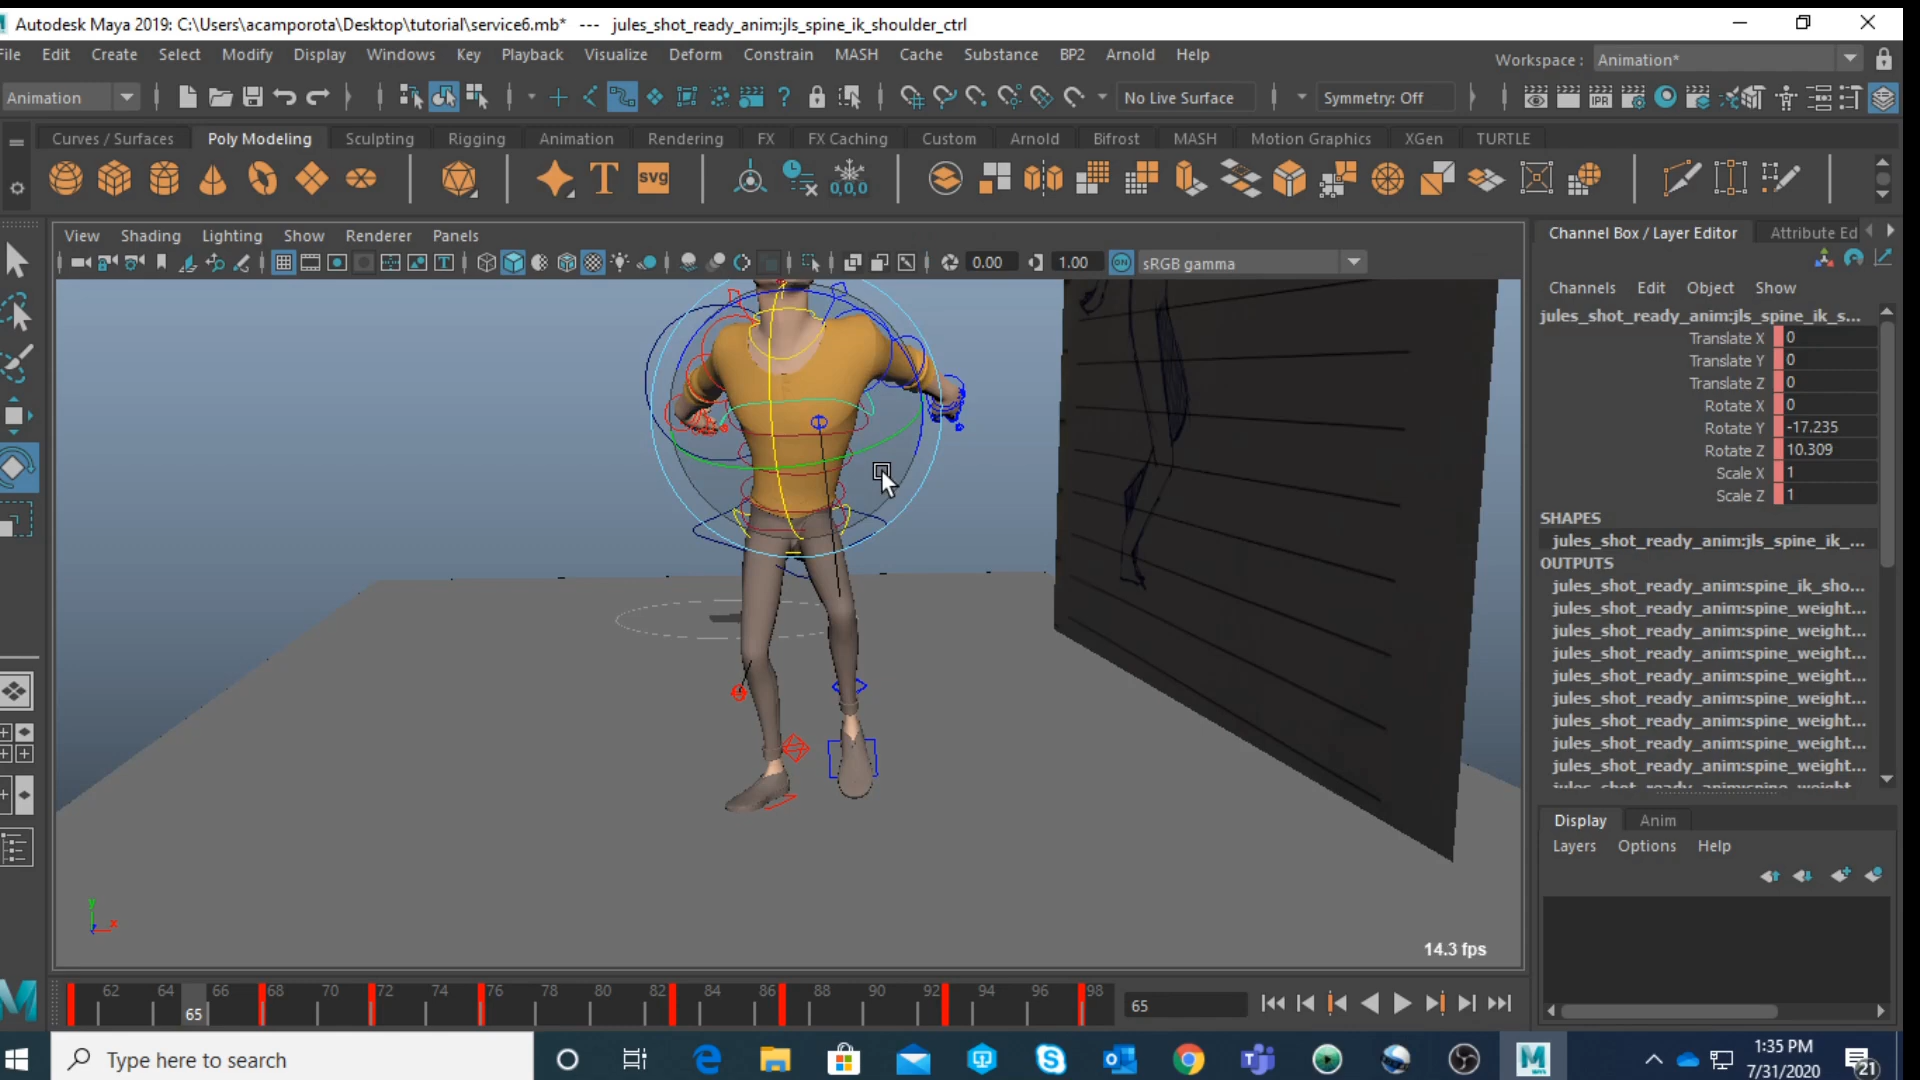 Autodesk Maya 2019: C:\Users\acamporota\Desktop\tutorial\service6.mb* --- jules_shot_ready_anim:jls_spine_ik_shoulder_ctrl
File Edit Create Select Modify Display Windows Key Playback Visualize Deform Constrain MASH Cache Substance BP2 Arnold Help
Workspace : Animation*
Animation
No Live Surface
Symmetry: Off
IPR
Curves / Surfaces Poly Modeling Sculpting Rigging Animation Rendering FX FX Caching Custom Arnold Bifrost MASH Motion Graphics XGen TURTLE
T svg 0,0,0
View Shading Lighting Show Renderer Panels
0.00 1.00 ON sRGB gamma
Channel Box / Layer Editor Attribute Ed
Channels Edit Object Show
jules_shot_ready_anim:jls_spine_ik_s...
Translate X 0
Translate Y 0
Translate Z 0
Rotate X 0
Rotate Y -17.235
Rotate Z 10.309
Scale X 1
Scale Z 1
SHAPES
jules_shot_ready_anim:jls_spine_ik_...
OUTPUTS
jules_shot_ready_anim:spine_ik_sho...
jules_shot_ready_anim:spine_weight...
jules_shot_ready_anim:spine_weight...
jules_shot_ready_anim:spine_weight...
jules_shot_ready_anim:spine_weight...
jules_shot_ready_anim:spine_weight...
jules_shot_ready_anim:spine_weight...
jules_shot_ready_anim:spine_weight...
jules_shot_ready_anim:spine_weight...
Display Anim
Layers Options Help
y
x
14.3 fps
62 64 66 68 70 72 74 76 78 80 82 84 86 88 90 92 94 96 98
65
65
Type here to search
1:35 PM
7/31/2020
21